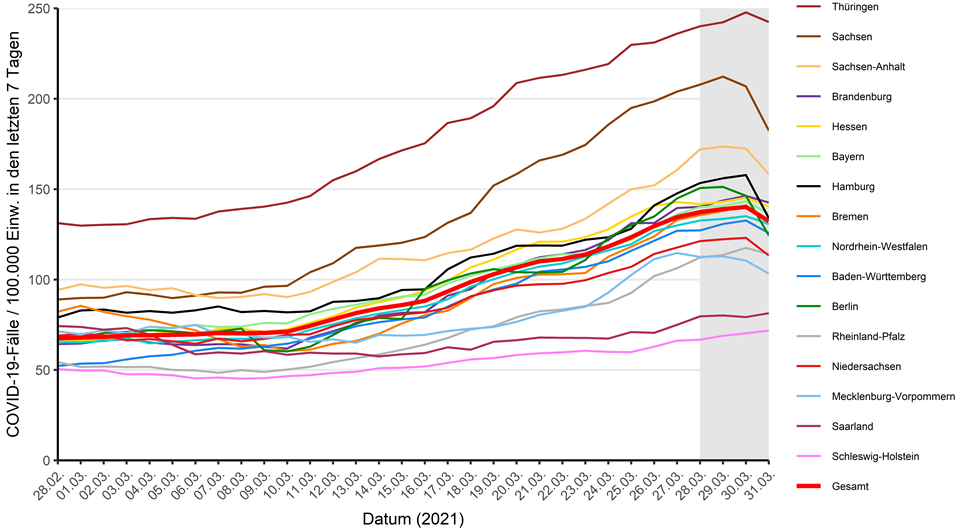 COVID-19-Fälle / 100.000 Einw. in den letzten 7 Tagen
250
200
150
100
50
0
28.02.
01.03.
02.03.
03.03.
04.03.
05.03.
06.03.
07.03.
08.03.
09.03.
10.03.
11.03.
12.03.
13.03.
14.03.
15.03.
16.03.
17.03.
18.03.
19.03.
20.03.
21.03.
22.03.
23.03.
24.03.
25.03.
26.03.
27.03.
28.03.
29.03.
30.03.
31.03.
Datum (2021)
Thüringen
Sachsen
Sachsen-Anhalt
Brandenburg
Hessen
Bayern
Hamburg
Bremen
Nordrhein-Westfalen
Baden-Württemberg
Berlin
Rheinland-Pfalz
Niedersachsen
Mecklenburg-Vorpommern
Saarland
Schleswig-Holstein
Gesamt